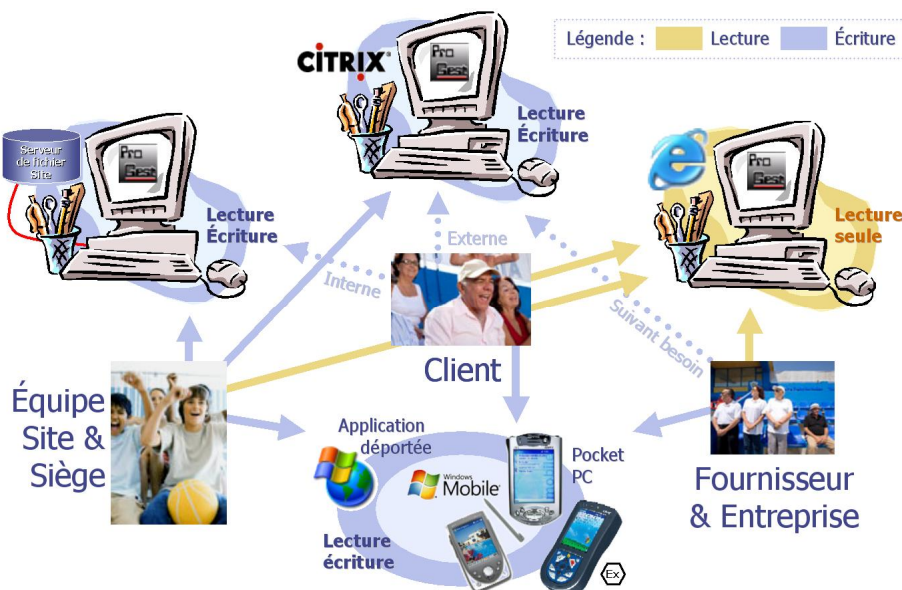 Légende : Lecture Écriture
CİTRIX®
Pro
Gest
Lecture
Écriture
Serveur
de fichier
Site
Pro
Gest
Lecture
Écriture
Pro
Gest
Lecture
seule
Externe
Interne
Suivant besoin
Client
Équipe
Site &
Siège
Application
déportée
Windows
Mobile
Pocket
PC
Lecture
écriture
Ex
Fournisseur
& Entreprise